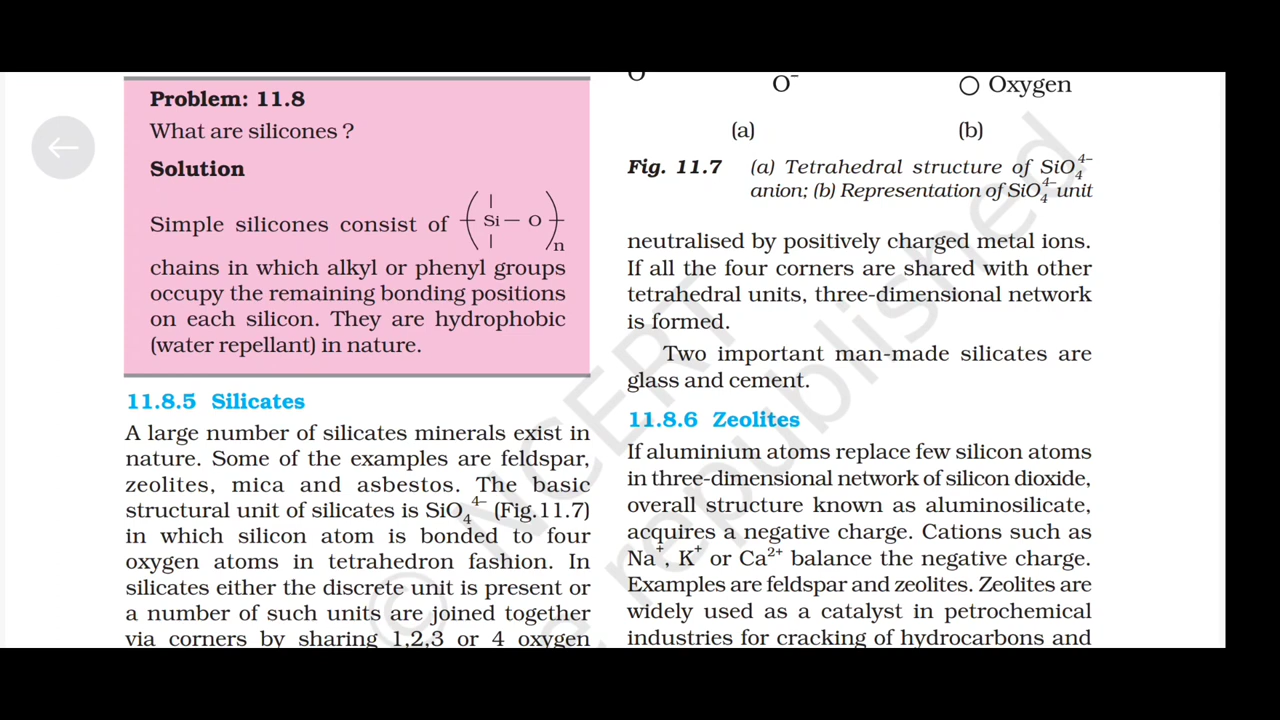 Problem: 11.8
What are silicones ?
Solution
Simple silicones consist of ( Si — O )n
chains in which alkyl or phenyl groups
occupy the remaining bonding positions
on each silicon. They are hydrophobic
(water repellant) in nature.
11.8.5 Silicates
A large number of silicates minerals exist in
nature. Some of the examples are feldspar,
zeolites, mica and asbestos. The basic
structural unit of silicates is SiO₄⁴⁻ (Fig.11.7)
in which silicon atom is bonded to four
oxygen atoms in tetrahedron fashion. In
silicates either the discrete unit is present or
a number of such units are joined together
via corners by sharing 1,2,3 or 4 oxygen
O⁻
Oxygen
(a)
(b)
Fig. 11.7 (a) Tetrahedral structure of SiO₄⁴⁻
anion; (b) Representation of SiO₄⁴⁻ unit
neutralised by positively charged metal ions.
If all the four corners are shared with other
tetrahedral units, three-dimensional network
is formed.
Two important man-made silicates are
glass and cement.
11.8.6 Zeolites
If aluminium atoms replace few silicon atoms
in three-dimensional network of silicon dioxide,
overall structure known as aluminosilicate,
acquires a negative charge. Cations such as
Na⁺, K⁺ or Ca²⁺ balance the negative charge.
Examples are feldspar and zeolites. Zeolites are
widely used as a catalyst in petrochemical
industries for cracking of hydrocarbons and
© NCERT
republished